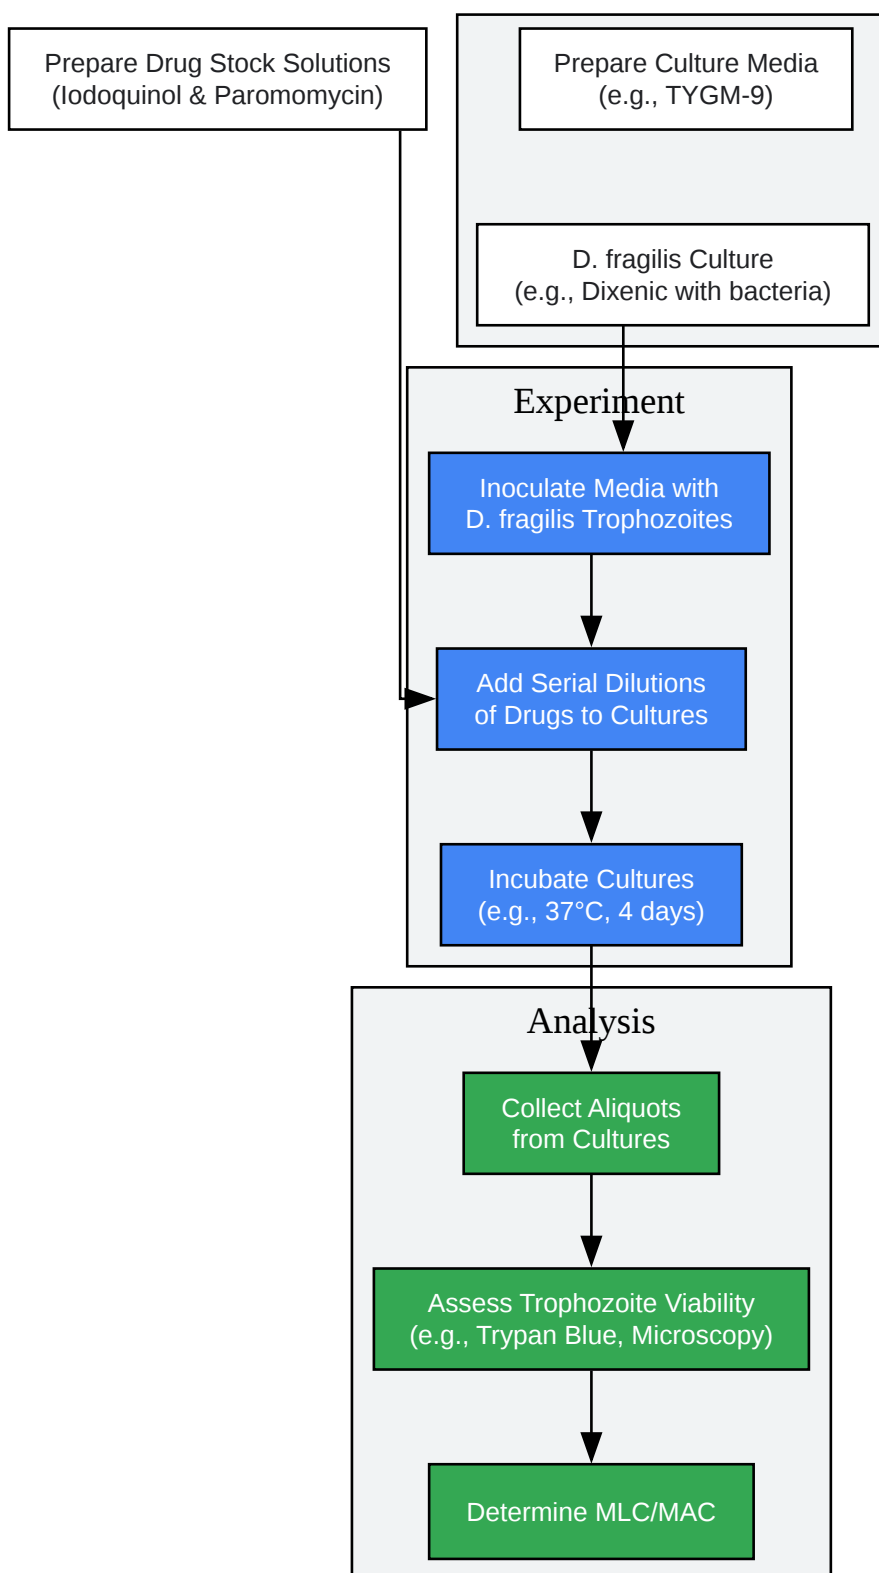 Prepare Drug Stock Solutions
(Iodoquinol & Paromomycin)
Prepare Culture Media
(e.g., TYGM-9)
D. fragilis Culture
(e.g., Dixenic with bacteria)
Experiment
Inoculate Media with
D. fragilis Trophozoites
Add Serial Dilutions
of Drugs to Cultures
Incubate Cultures
(e.g., 37°C, 4 days)
Analysis
Collect Aliquots
from Cultures
Assess Trophozoite Viability
(e.g., Trypan Blue, Microscopy)
Determine MLC/MAC